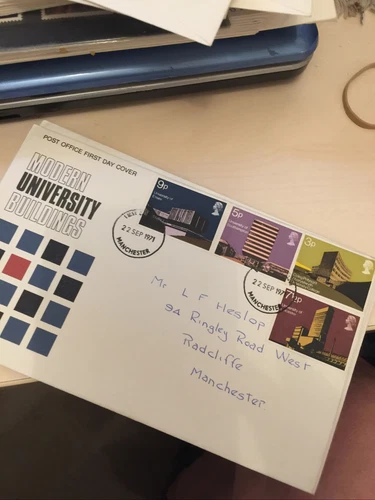 POST OFFICE FIRST DAY COVER
MODERN
UNIVERSITY
BUILDINGS
9p
5p
3p
7½p
22 SEP 1971
MANCHESTER
22 SEP 1971
MANCHESTER
Mr L F Heslop
94 Ringley Road West
Radcliffe
Manchester